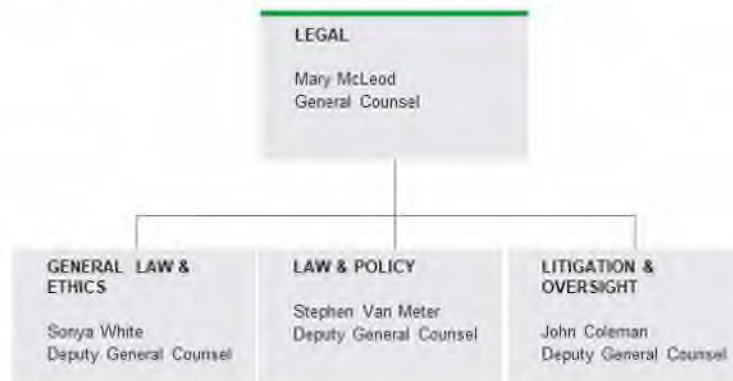 LEGAL
Mary McLeod
General Counsel
GENERAL LAW &
ETHICS
Sonya White
Deputy General Counsel
LAW & POLICY
Stephen Van Meter
Deputy General Counsel
LITIGATION &
OVERSIGHT
John Coleman
Deputy General Counsel